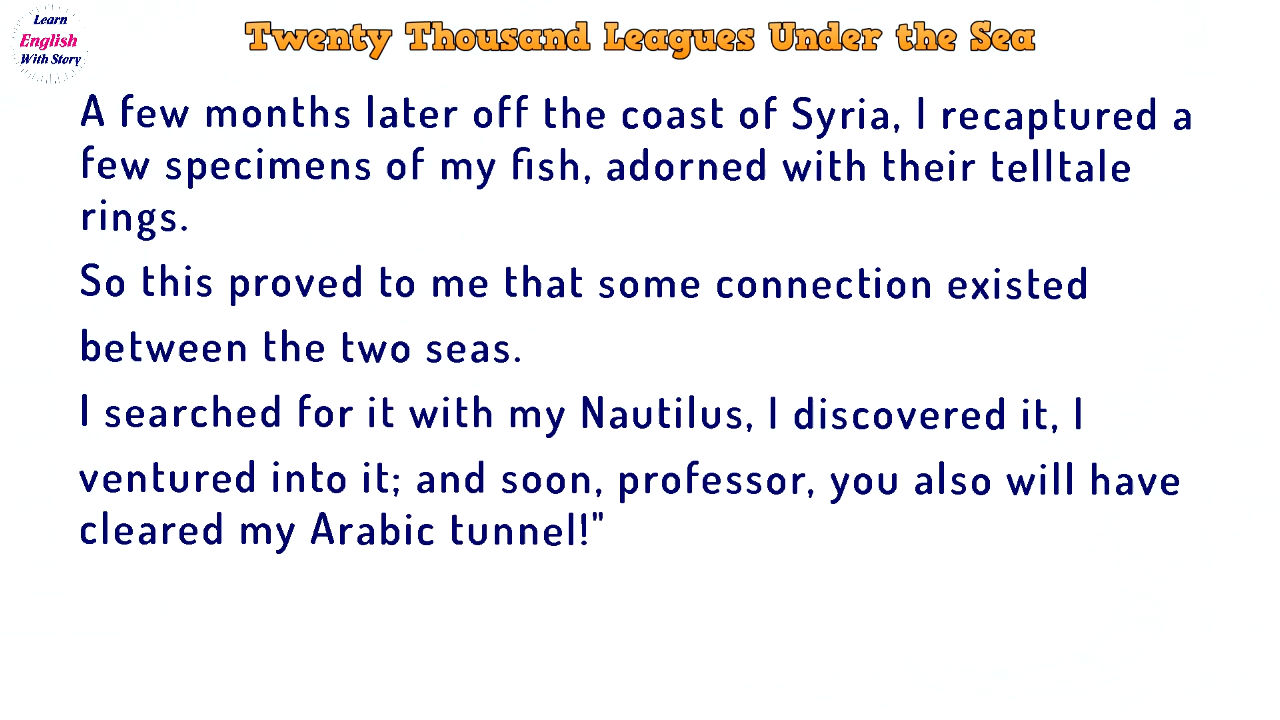 Learn
English
With Story
Twenty Thousand Leagues Under the Sea
A few months later off the coast of Syria, I recaptured a
few specimens of my fish, adorned with their telltale
rings.
So this proved to me that some connection existed
between the two seas.
I searched for it with my Nautilus, I discovered it, I
ventured into it; and soon, professor, you also will have
cleared my Arabic tunnel!"